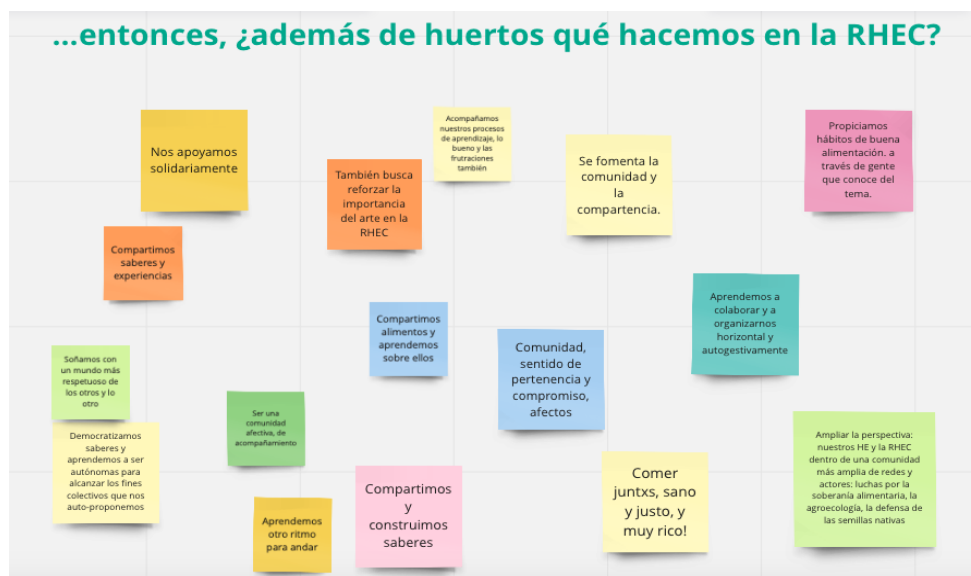 ...entonces, ¿además de huertos qué hacemos en la RHEC?
Nos apoyamos
solidariamente
También busca
reforzar la
importancia
del arte en la
RHEC
Acompañamos
nuestros procesos
de aprendizaje, lo
bueno y las
frutraciones
también
Se fomenta la
comunidad y
la
compartencia.
Propiciamos
hábitos de buena
alimentación. a
través de gente
que conoce del
tema.
Compartimos
saberes y
experiencias
Compartimos
alimentos y
aprendemos
sobre ellos
Comunidad,
sentido de
pertenencia y
compromiso,
afectos
Aprendemos a
colaborar y a
organizarnos
horizontal y
autogestivamente
Soñamos con
un mundo más
respetuoso de
los otros y lo
otro
Democratizamos
saberes y
aprendemos a ser
autónomas para
alcanzar los fines
colectivos que nos
auto-proponemos
Ser una
comunidad
afectiva, de
acompañamiento
Aprendemos
otro ritmo
para andar
Compartimos
y
construimos
saberes
Comer
juntxs, sano
y justo, y
muy rico!
Ampliar la perspectiva:
nuestros HE y la RHEC
dentro de una comunidad
más amplia de redes y
actores: luchas por la
soberanía alimentaria, la
agroecología, la defensa de
las semillas nativas